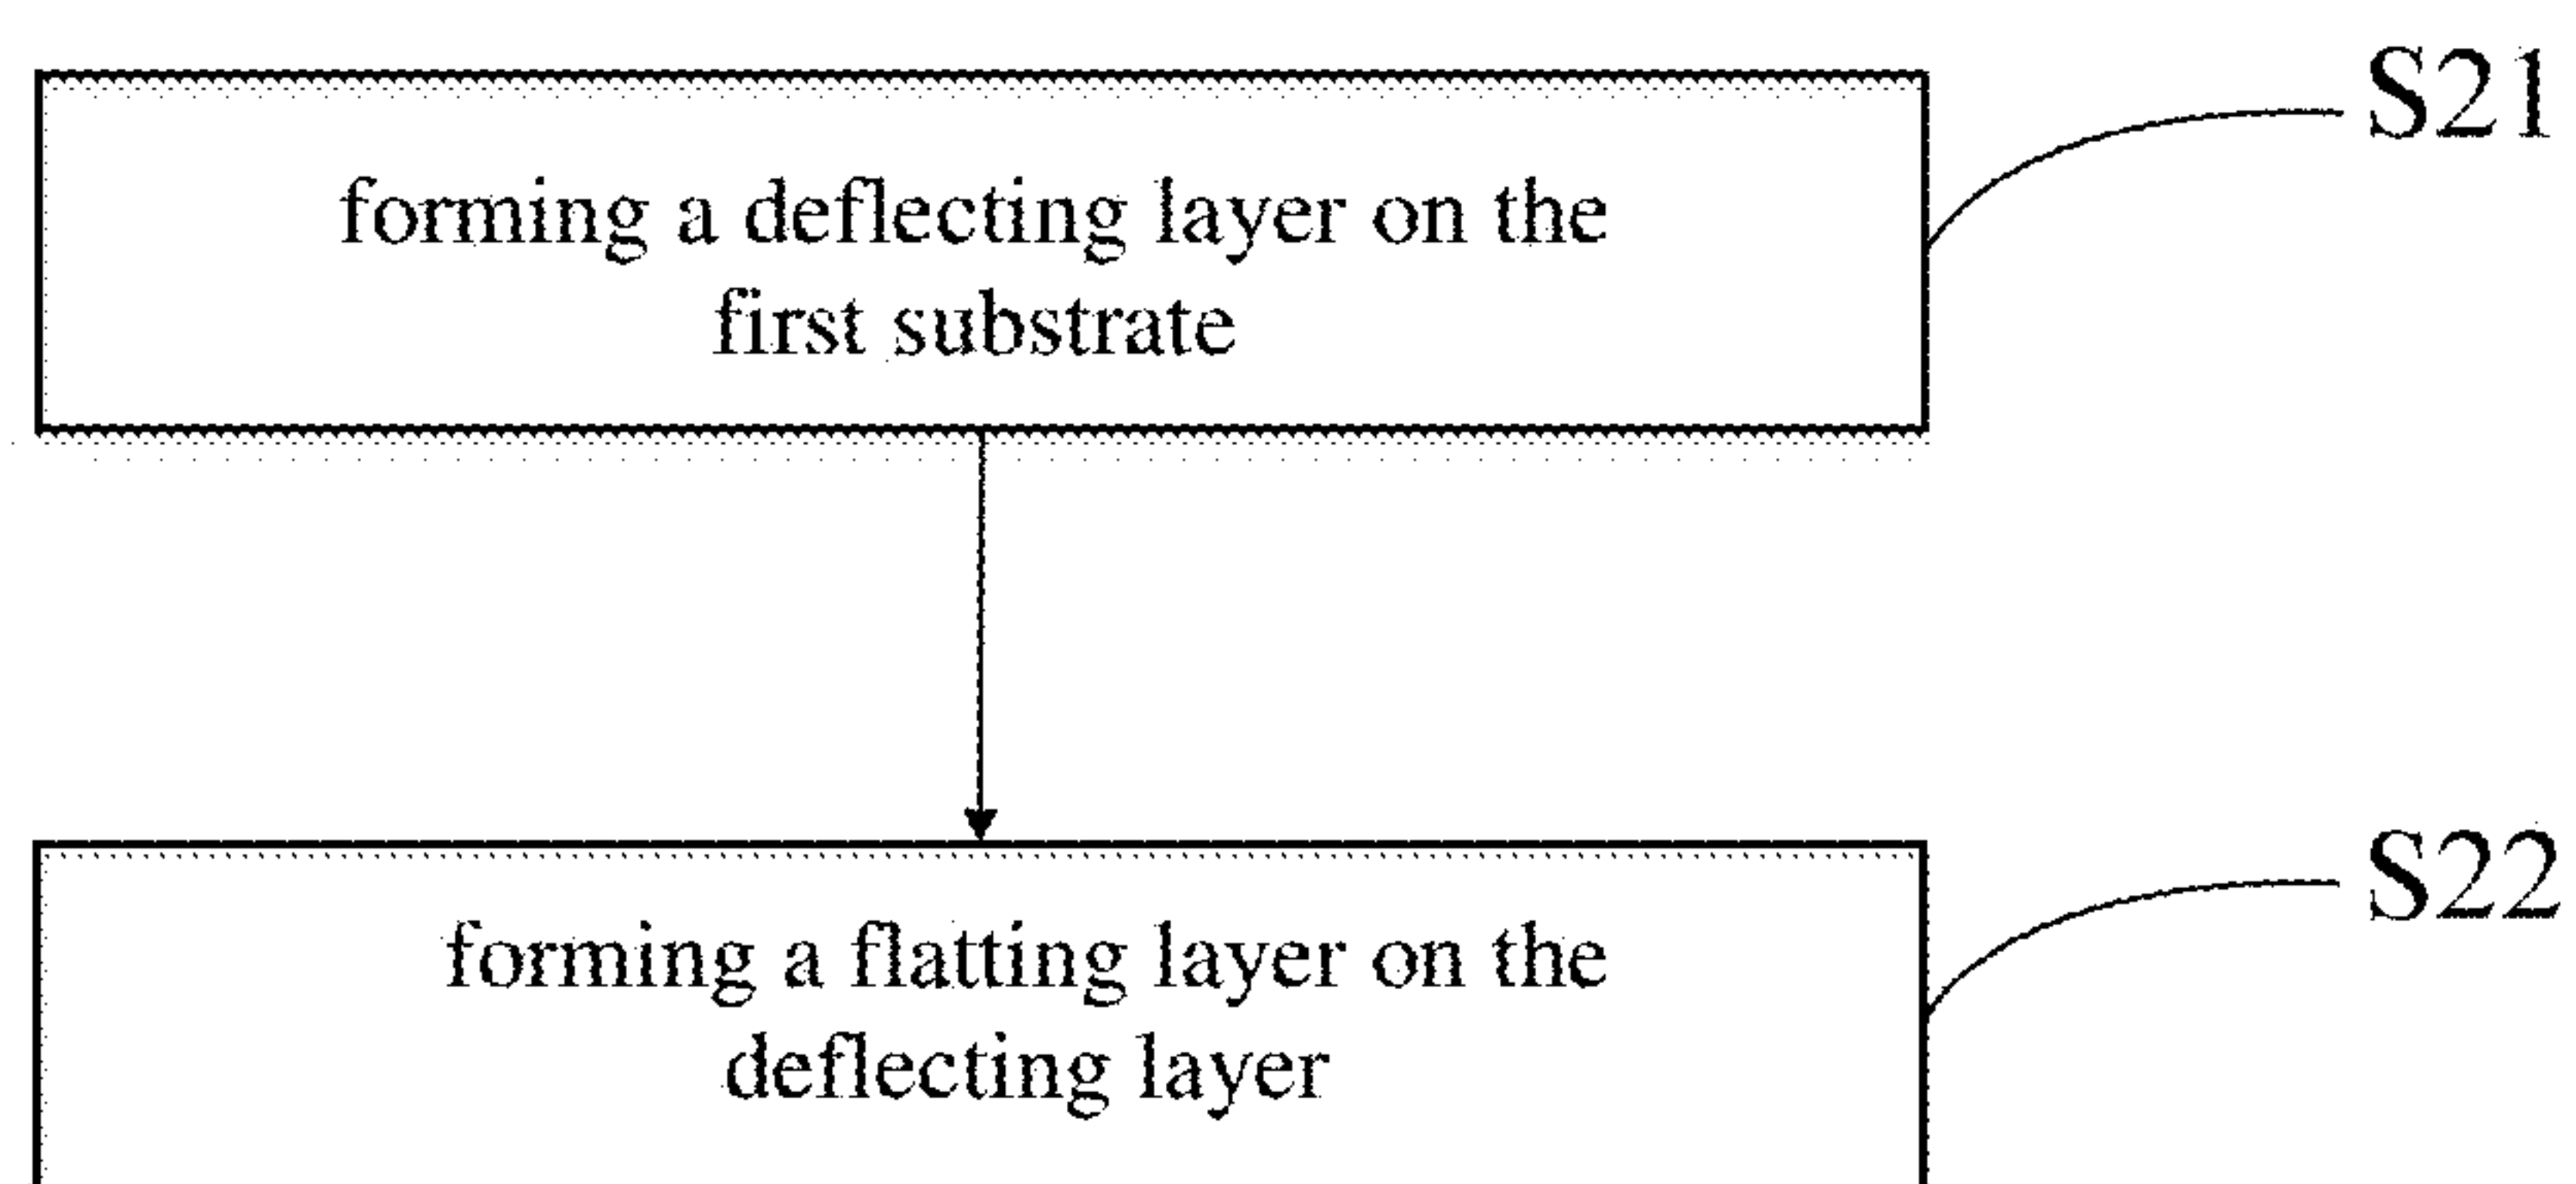 S21
forming a deflecting layer on the
first substrate
S22
forming a flatting layer on the
deflecting layer